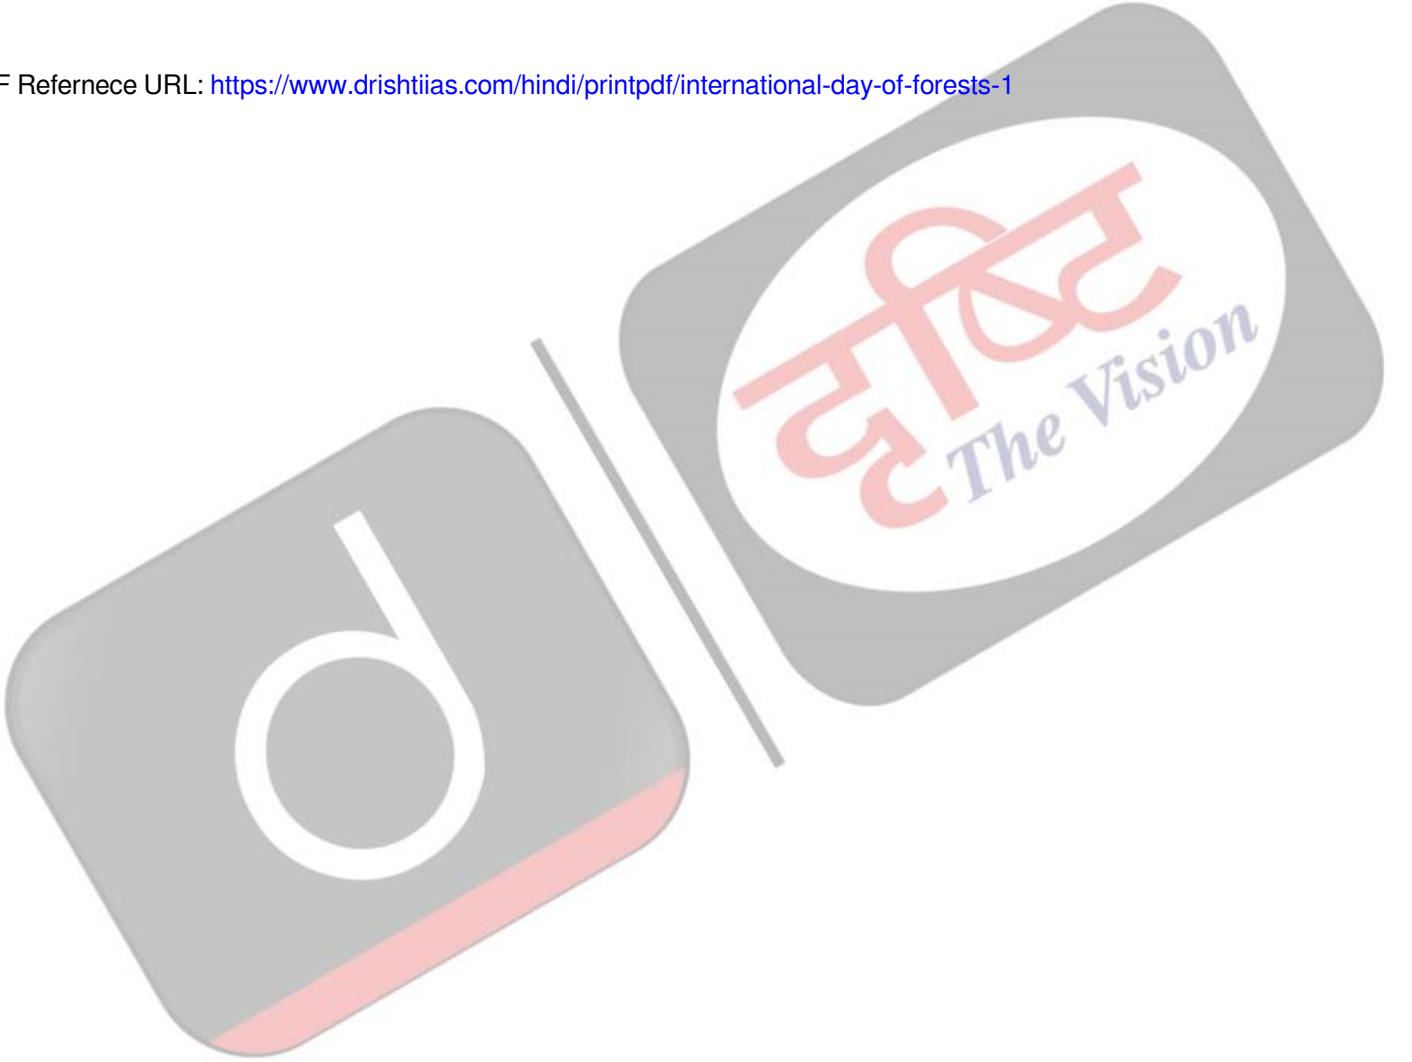 F Refernece URL: https://www.drishtiias.com/hindi/printpdf/international-day-of-forests-1
दृष्टि
The Vision
d